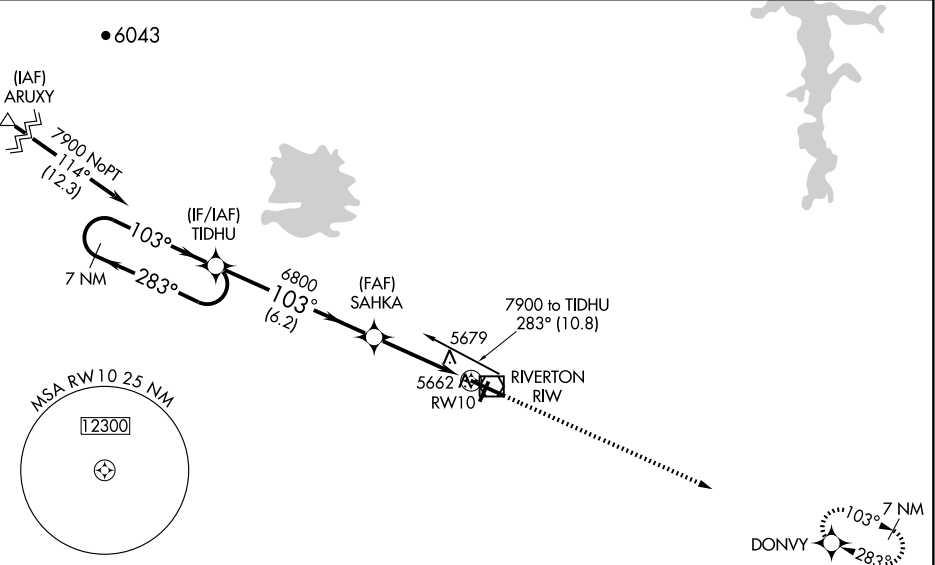 6043
(IAF)
ARUXY
7900 NoPT
114°
(12.3)
(IF/IAF)
TIDHU
103°
7 NM
283°
6800
103°
(6.2)
(FAF)
SAHKA
7900 to TIDHU
283° (10.8)
5679
5662
RW10
RIVERTON
RIW
MSA RW10 25 NM
12300
7 NM
103°
DONVY
283°